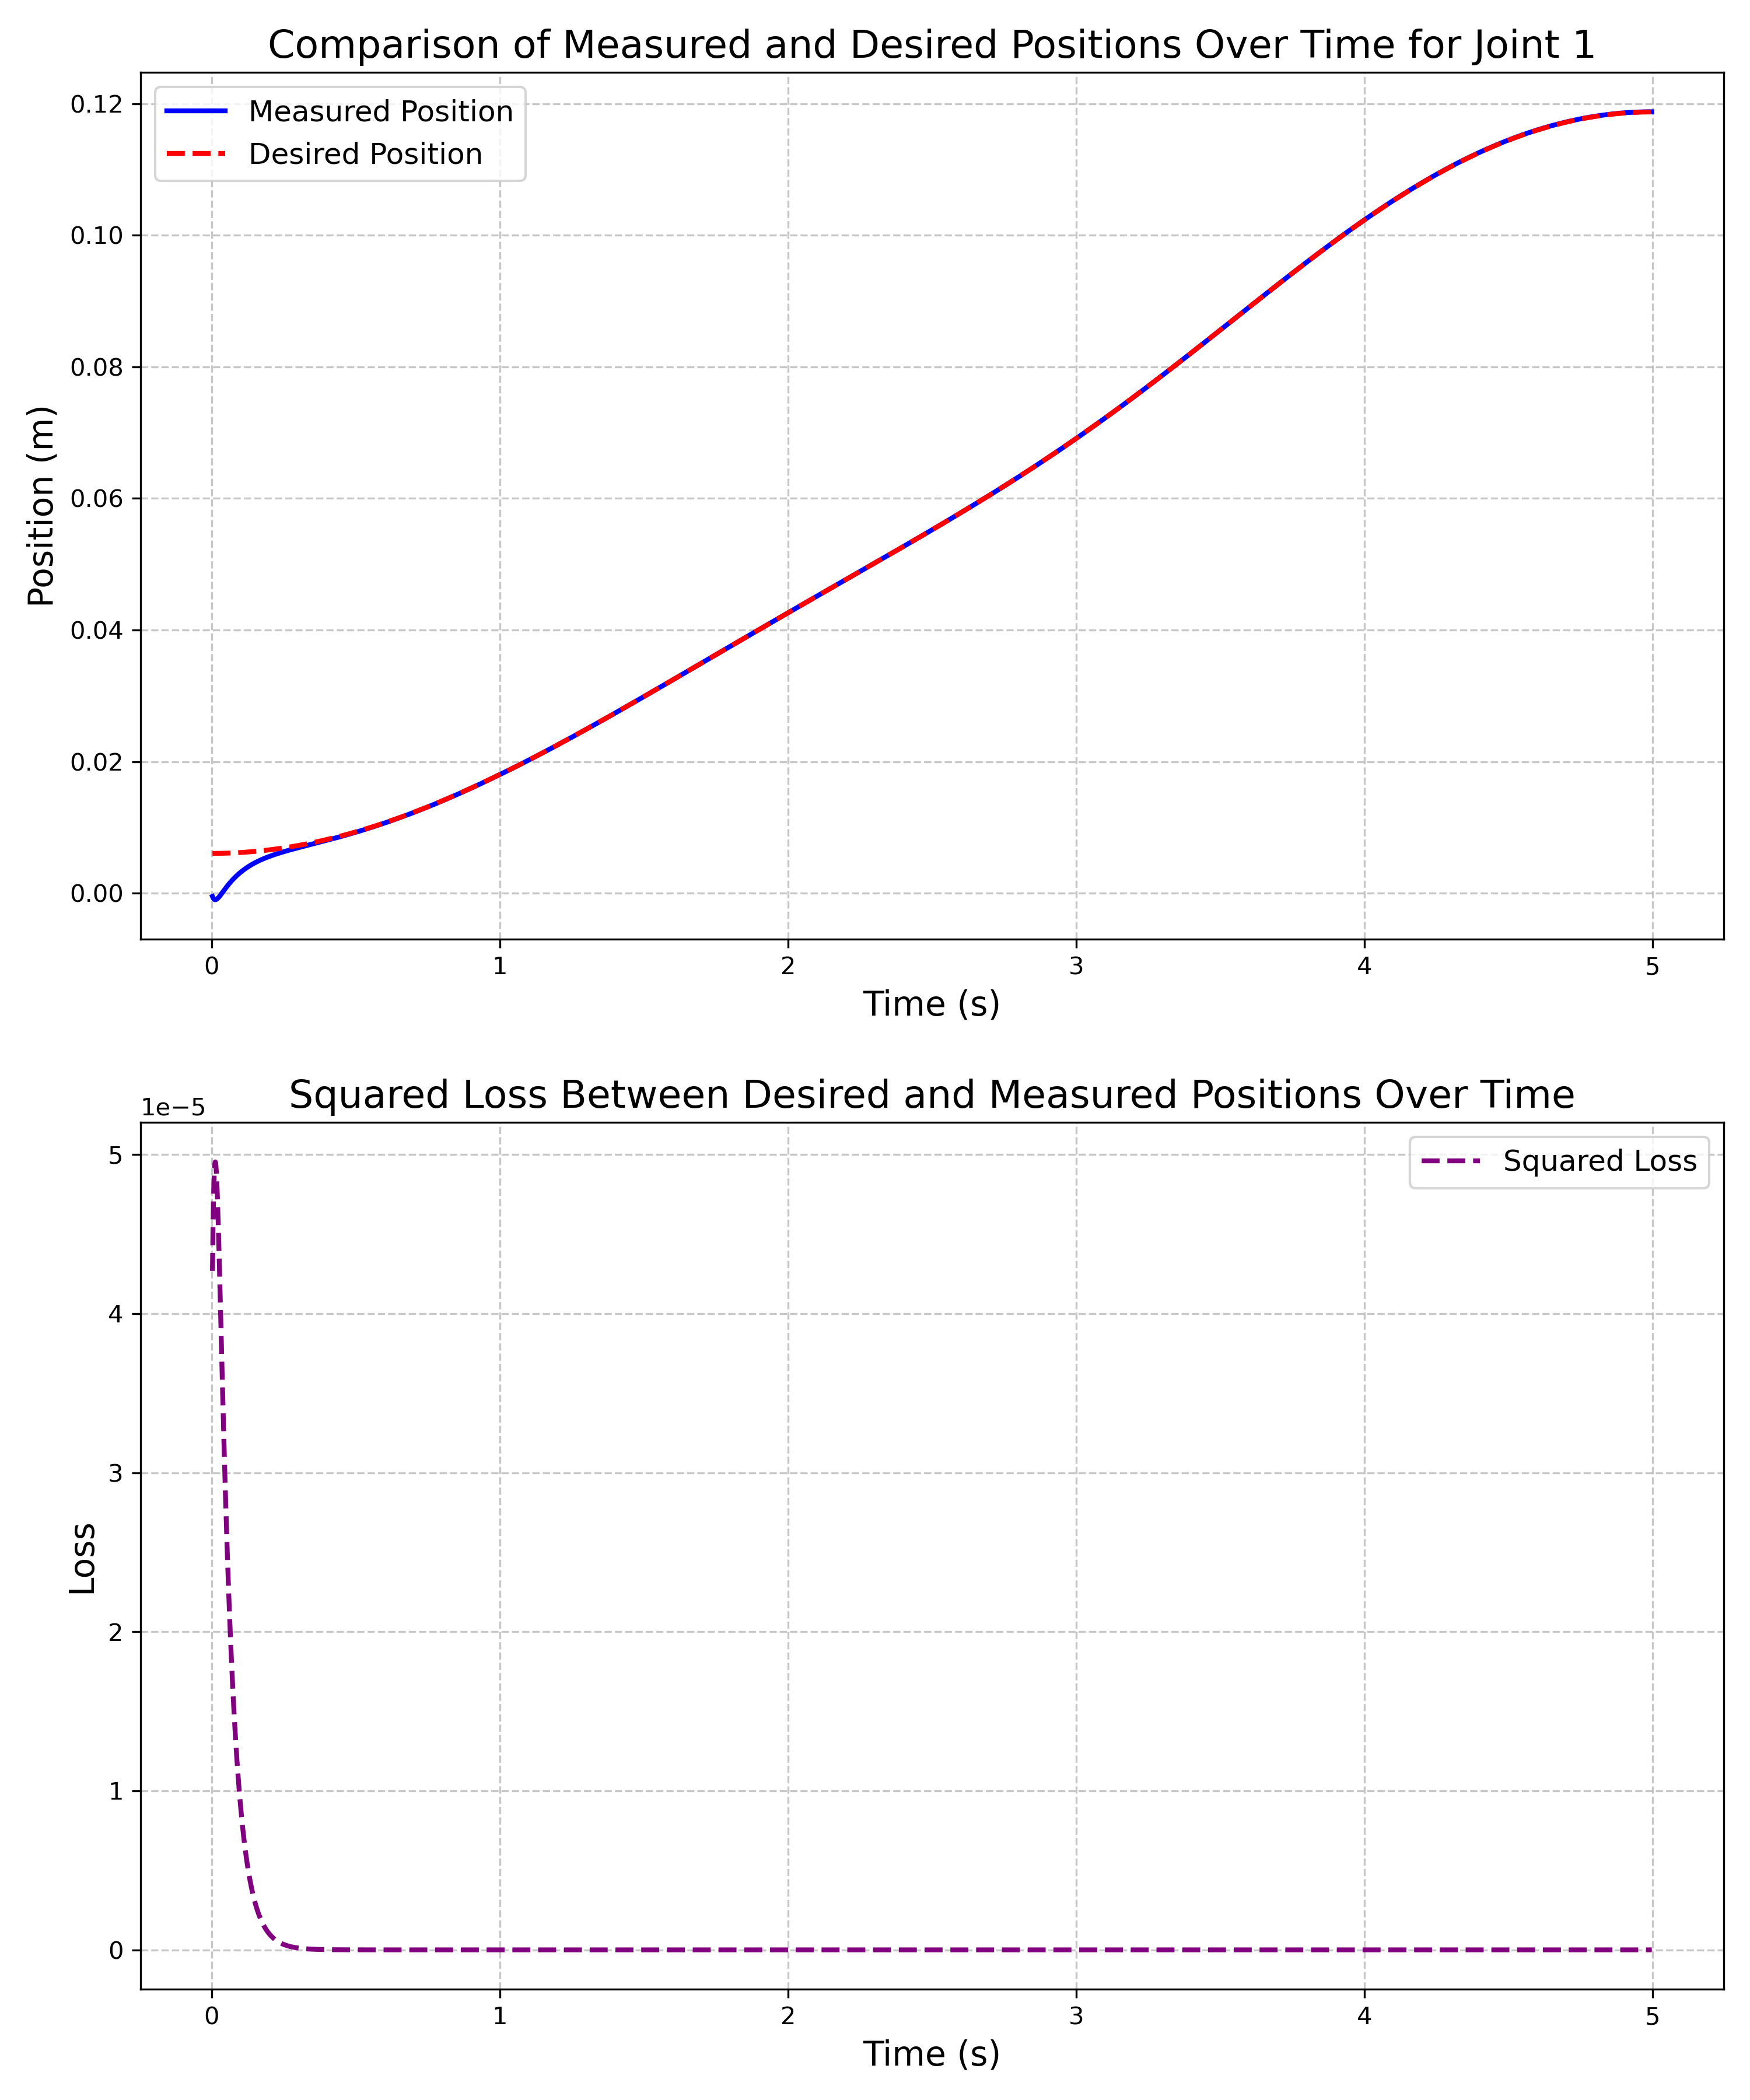 Comparison of Measured and Desired Positions Over Time for Joint 1
Measured Position
Desired Position
Position (m)
0.12
0.10
0.08
0.06
0.04
0.02
0.00
0 1 2 3 4 5
Time (s)
Squared Loss Between Desired and Measured Positions Over Time
1e−5
Squared Loss
Loss
5
4
3
2
1
0
0 1 2 3 4 5
Time (s)